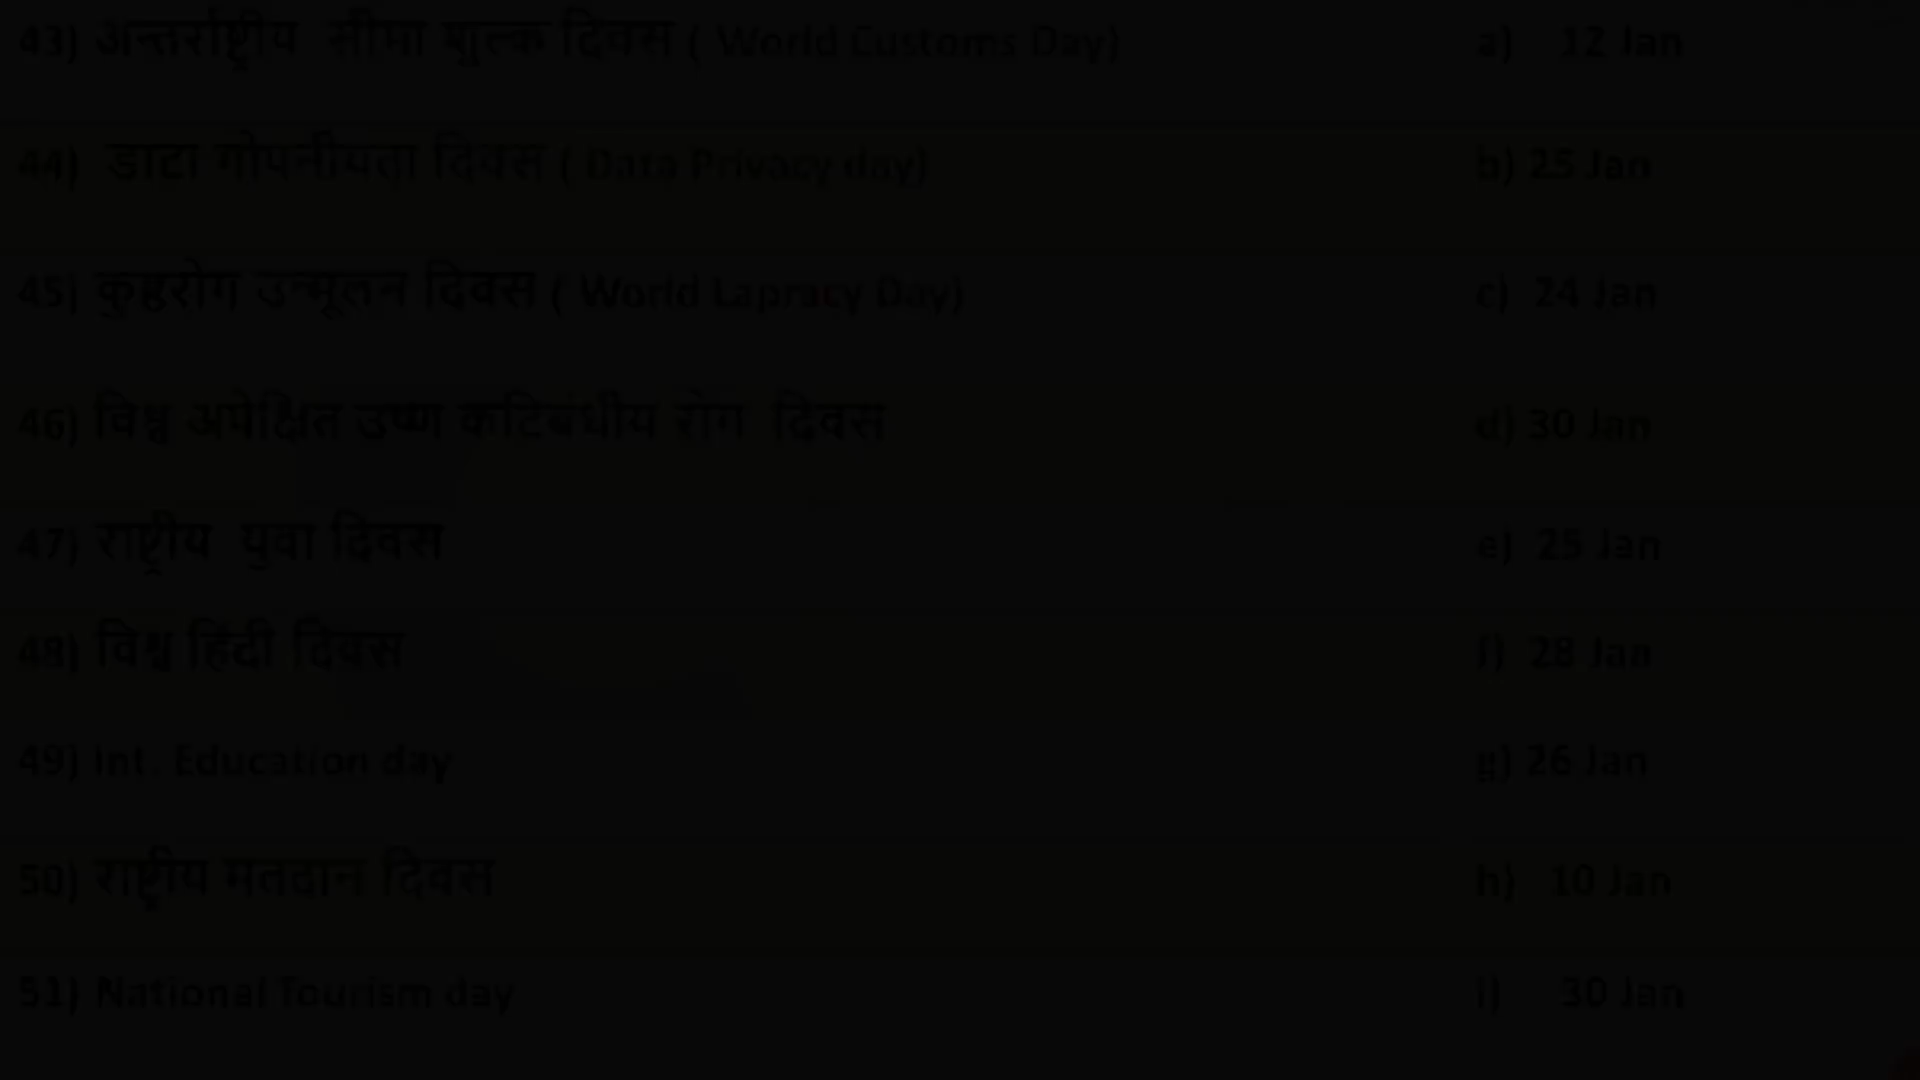 43) अन्तर्राष्ट्रीय सीमा शुल्क दिवस ( World Customs Day) a) 12 Jan
44) डाटा गोपनीयता दिवस ( Data Privacy day) b) 25 Jan
45) कुष्ठरोग उन्मूलन दिवस ( World Lapracy Day) c) 24 Jan
46) विश्व अपेक्षित उष्ण कटिबंधीय रोग दिवस d) 30 Jan
47) राष्ट्रीय युवा दिवस e) 25 Jan
48) विश्व हिंदी दिवस f) 28 Jan
49) Int. Education day g) 26 Jan
50) राष्ट्रीय मतदान दिवस h) 10 Jan
51) National Tourism day i) 30 Jan